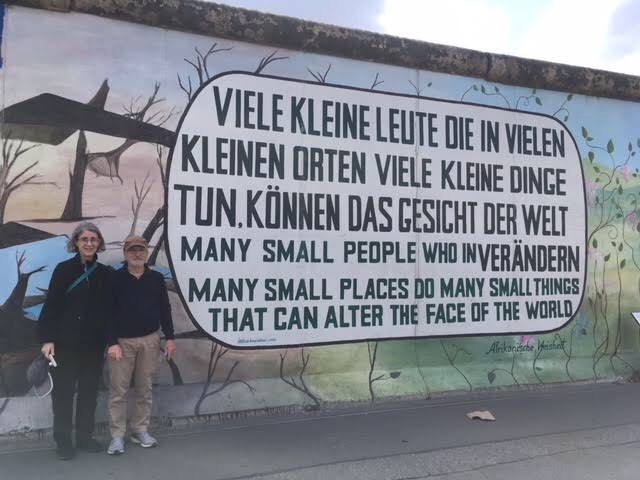 VIELE KLEINE LEUTE DIE IN VIELEN
KLEINEN ORTEN VIELE KLEINE DINGE
TUN, KÖNNEN DAS GESICHT DER WELT
VERÄNDERN
MANY SMALL PEOPLE WHO IN
MANY SMALL PLACES DO MANY SMALL THINGS
THAT CAN ALTER THE FACE OF THE WORLD
Afrikanische Weisheit